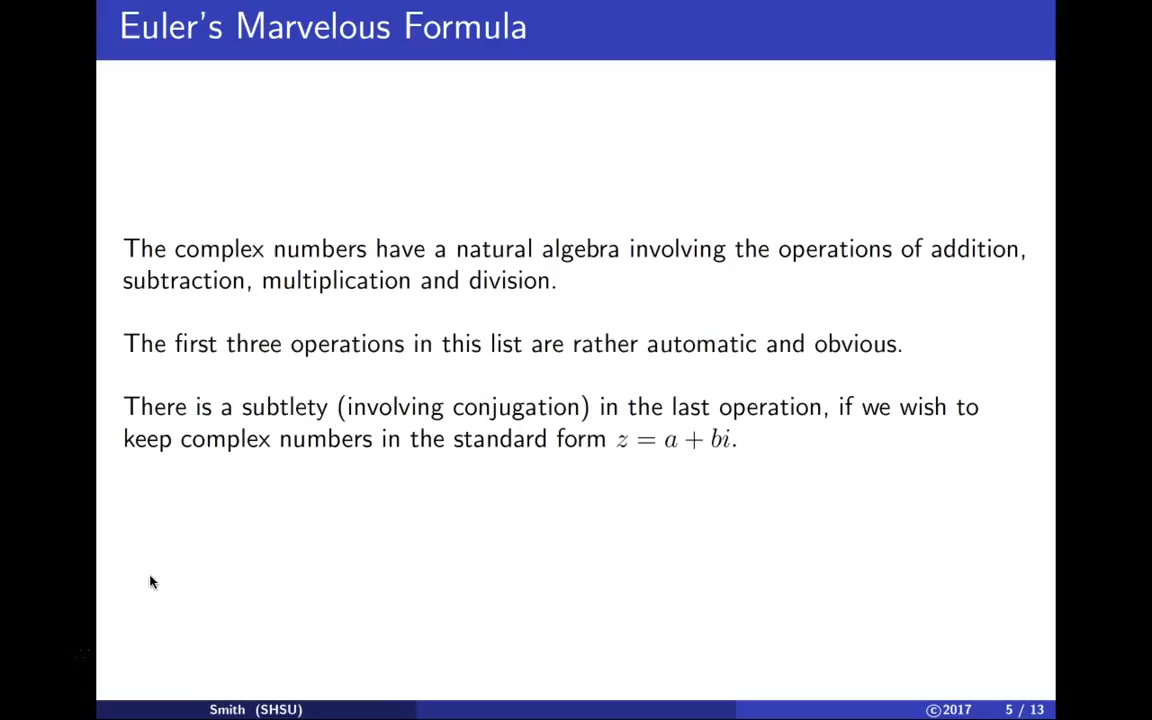 Euler's Marvelous Formula
The complex numbers have a natural algebra involving the operations of addition,
subtraction, multiplication and division.
The first three operations in this list are rather automatic and obvious.
There is a subtlety (involving conjugation) in the last operation, if we wish to
keep complex numbers in the standard form z = a + bi.
Smith (SHSU) ©2017 5 / 13